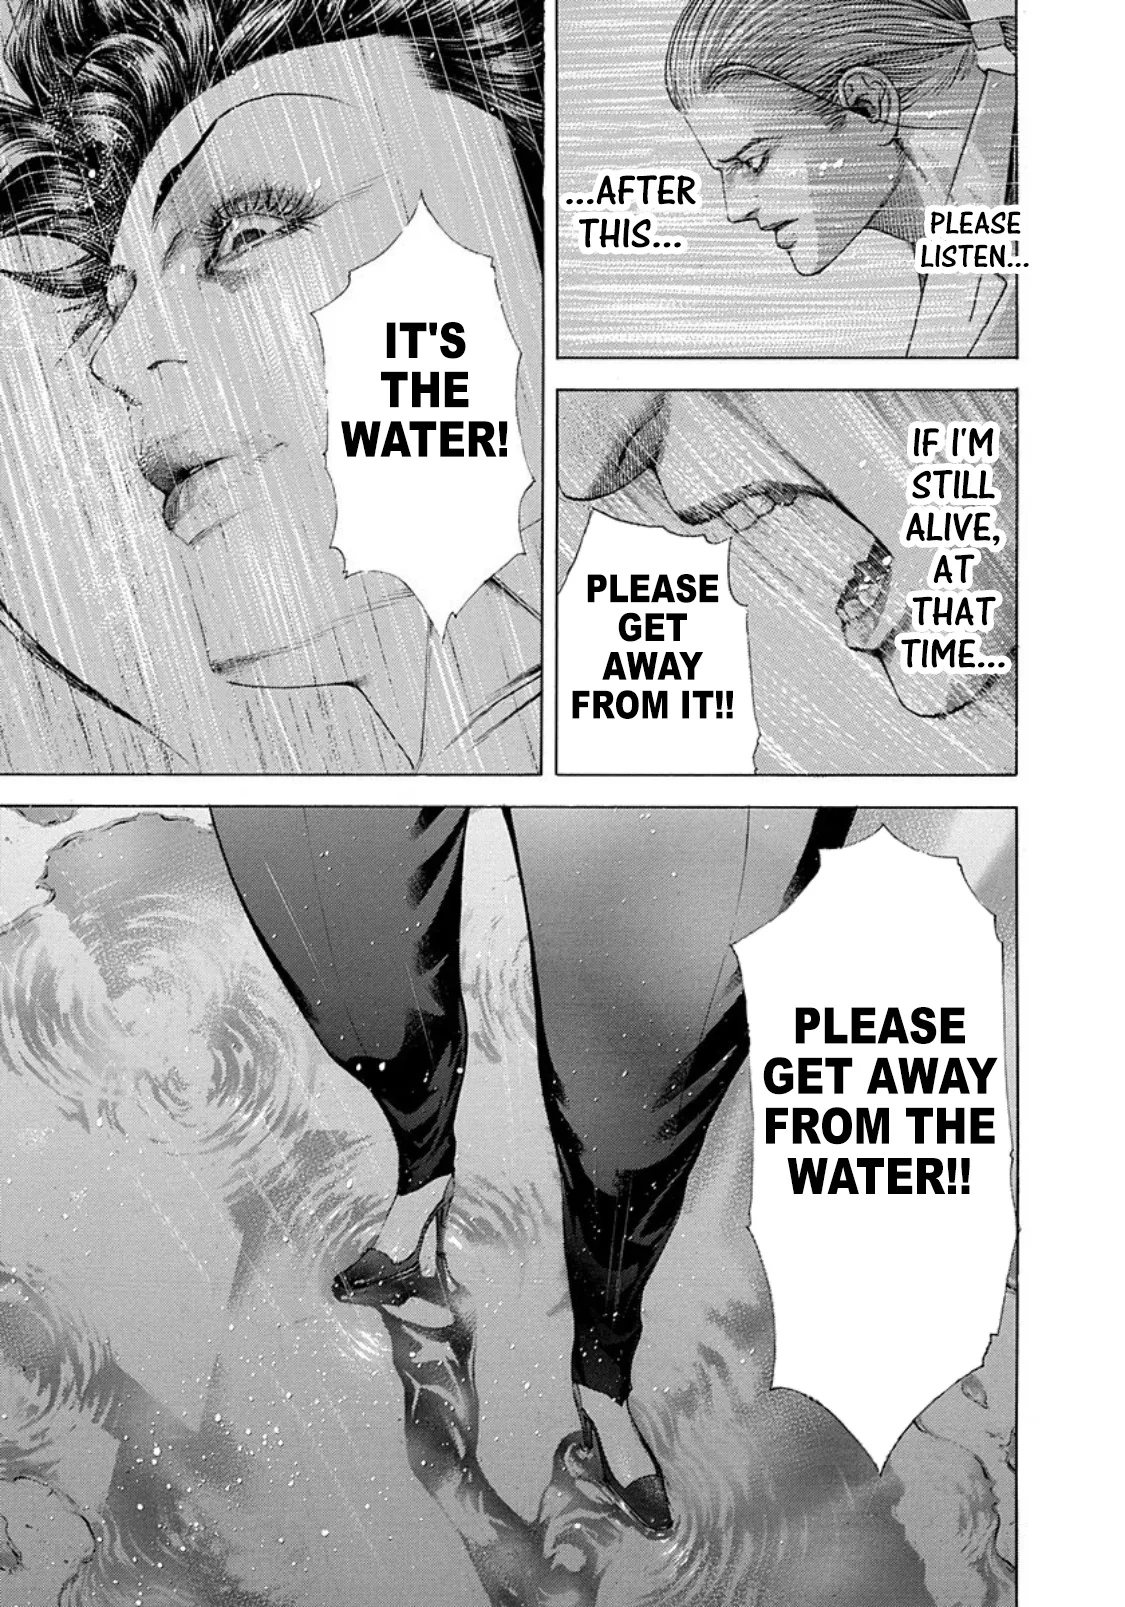 PLEASE
LISTEN...
...AFTER
THIS...
IF I'M
STILL
ALIVE,
AT
THAT
TIME...
PLEASE
GET
AWAY
FROM IT!!
IT'S
THE
WATER!
PLEASE
GET AWAY
FROM THE
WATER!!